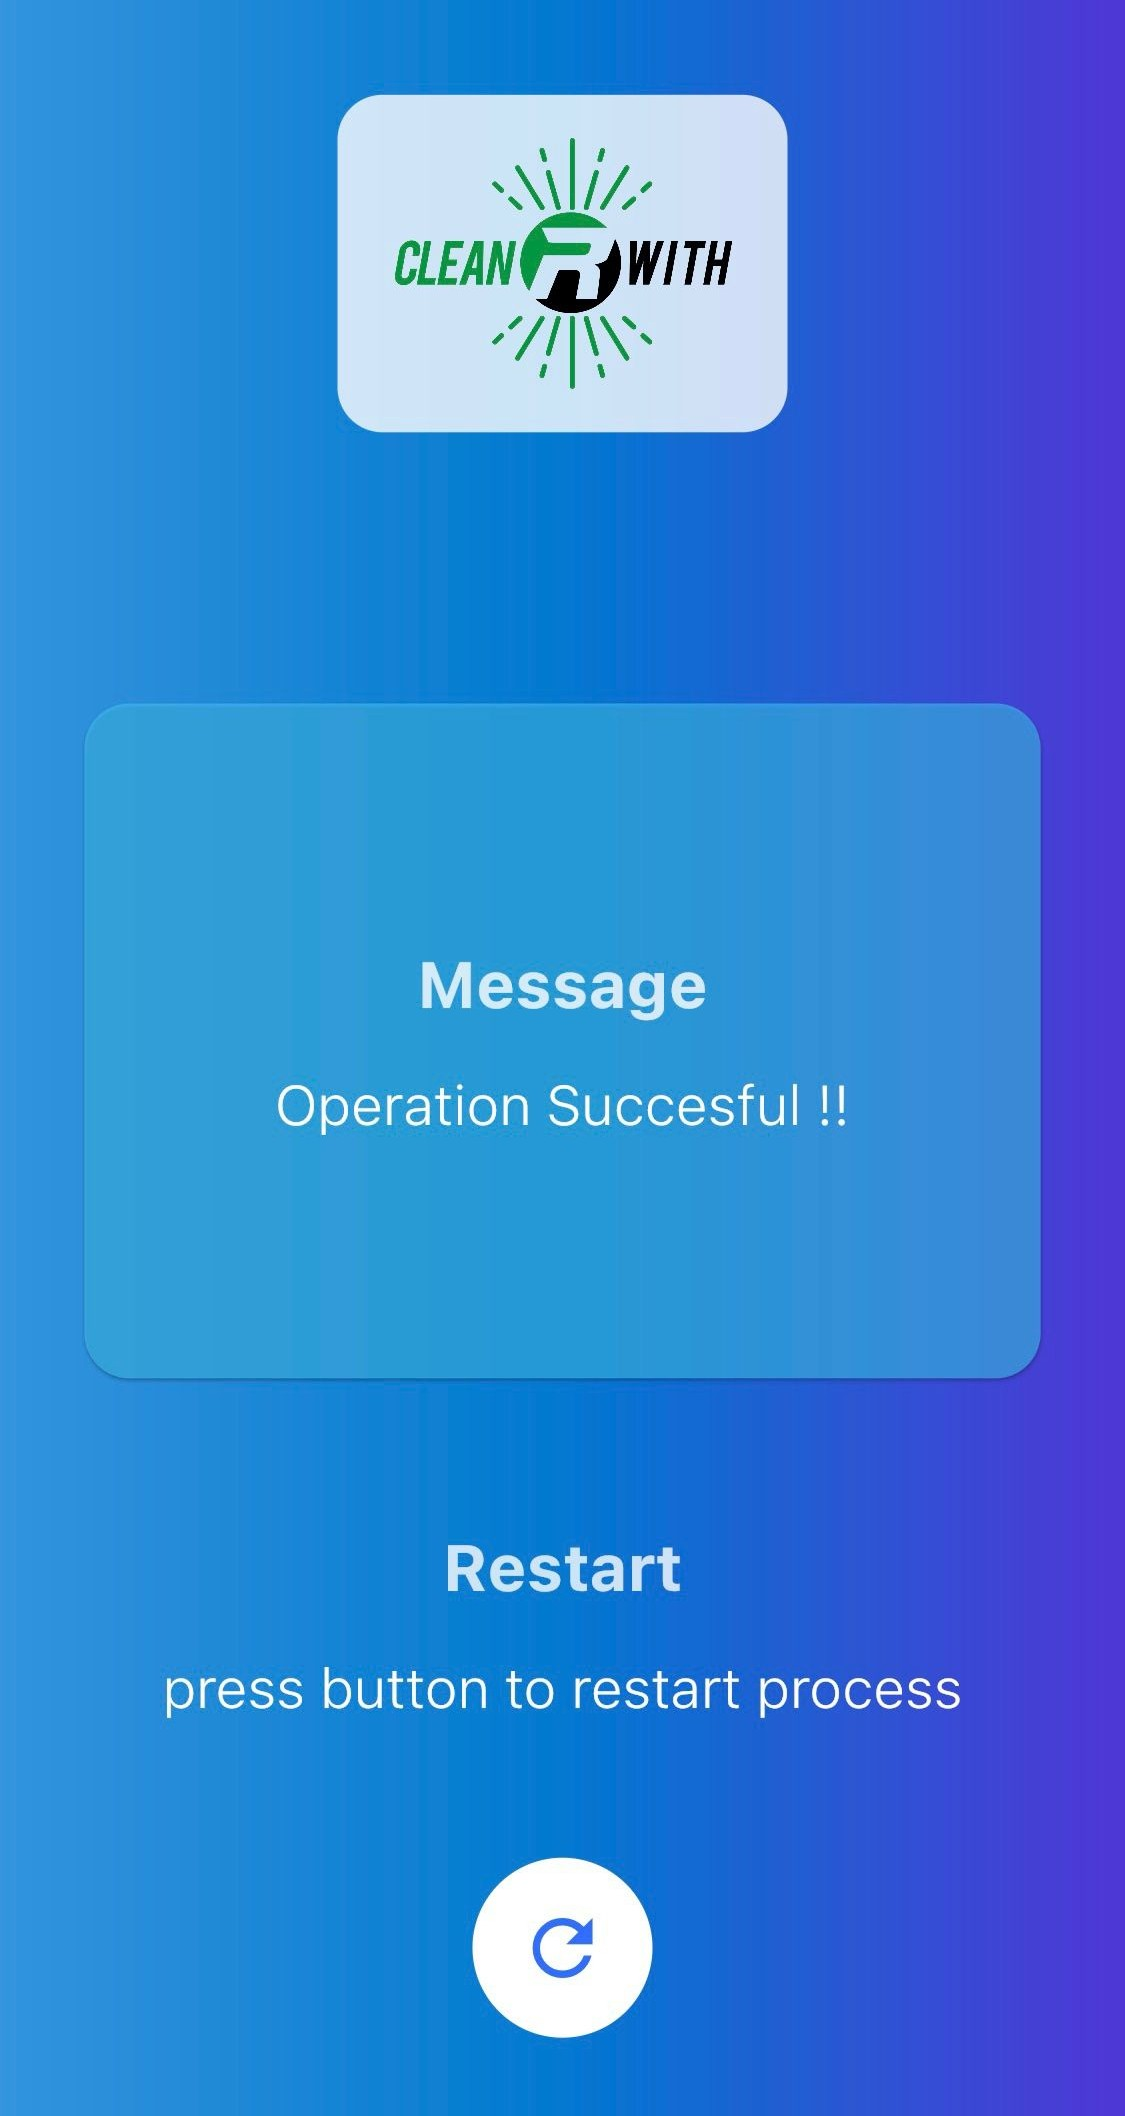 CLEAN R WITH
Message
Operation Succesful !!
Restart
press button to restart process